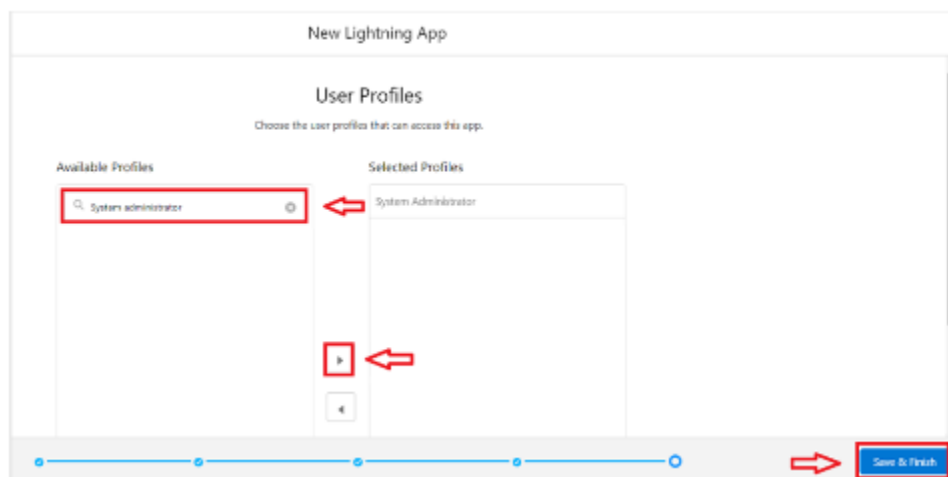 New Lightning App
User Profiles
Choose the user profiles that can access this app.
Available Profiles
Selected Profiles
System administrator
System Administrator
Save & Finish